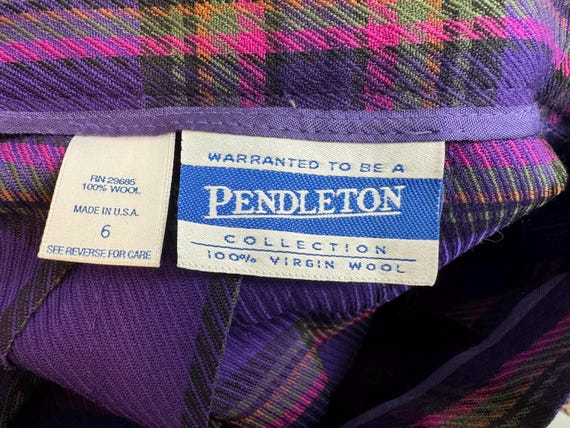 RN 29685
100% WOOL
MADE IN U.S.A.
6
SEE REVERSE FOR CARE
WARRANTED TO BE A
PENDLETON
COLLECTION
100% VIRGIN WOOL